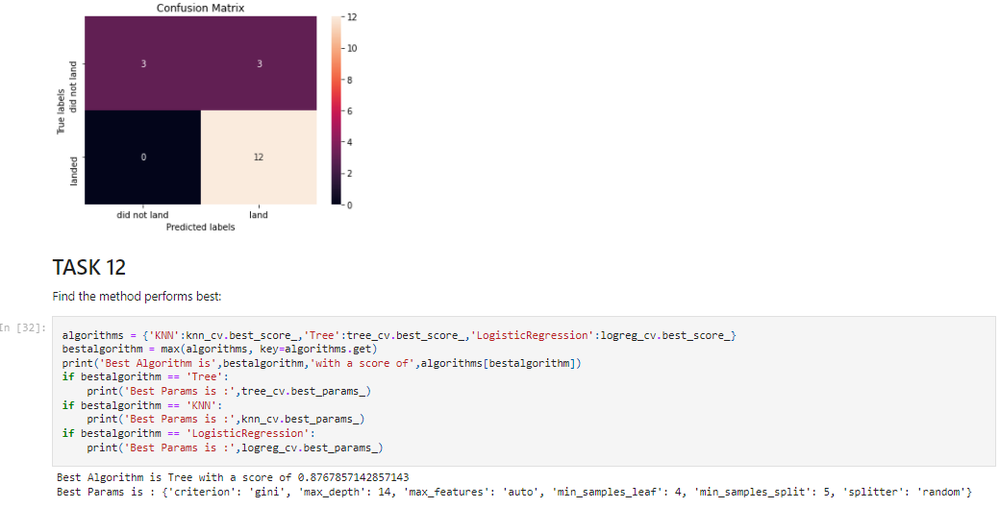 Confusion Matrix
12
10
8
6
4
2
0
3 3
0 12
True labels
did not land
landed
did not land land
Predicted labels
TASK 12
Find the method performs best:
In [32]:
algorithms = {'KNN':knn_cv.best_score_,'Tree':tree_cv.best_score_,'LogisticRegression':logreg_cv.best_score_}
bestalgorithm = max(algorithms, key=algorithms.get)
print('Best Algorithm is',bestalgorithm,'with a score of',algorithms[bestalgorithm])
if bestalgorithm == 'Tree':
    print('Best Params is :',tree_cv.best_params_)
if bestalgorithm == 'KNN':
    print('Best Params is :',knn_cv.best_params_)
if bestalgorithm == 'LogisticRegression':
    print('Best Params is :',logreg_cv.best_params_)
Best Algorithm is Tree with a score of 0.8767857142857143
Best Params is : {'criterion': 'gini', 'max_depth': 14, 'max_features': 'auto', 'min_samples_leaf': 4, 'min_samples_split': 5, 'splitter': 'random'}